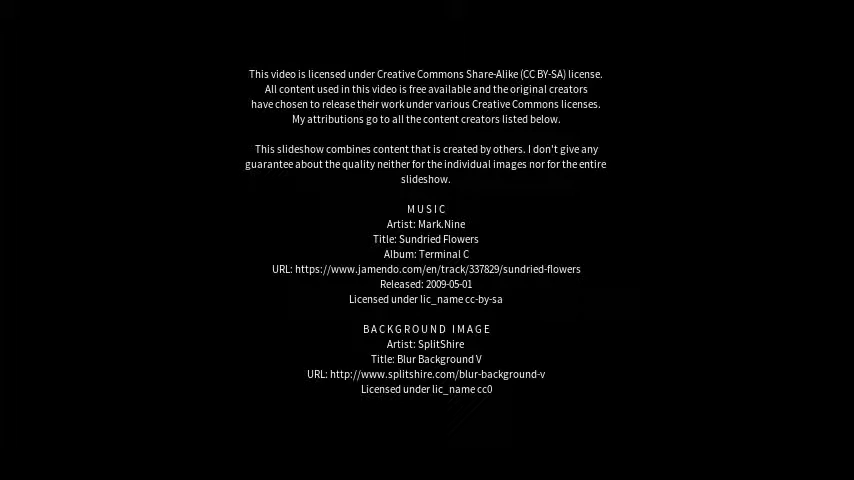 This video is licensed under Creative Commons Share-Alike (CC BY-SA) license.
All content used in this video is free available and the original creators
have chosen to release their work under various Creative Commons licenses.
My attributions go to all the content creators listed below.
This slideshow combines content that is created by others. I don't give any
guarantee about the quality neither for the individual images nor for the entire
slideshow.
MUSIC
Artist: Mark.Nine
Title: Sundried Flowers
Album: Terminal C
URL: https://www.jamendo.com/en/track/337829/sundried-flowers
Released: 2009-05-01
Licensed under lic_name cc-by-sa
BACKGROUND IMAGE
Artist: SplitShire
Title: Blur Background V
URL: http://www.splitshire.com/blur-background-v
Licensed under lic_name cc0